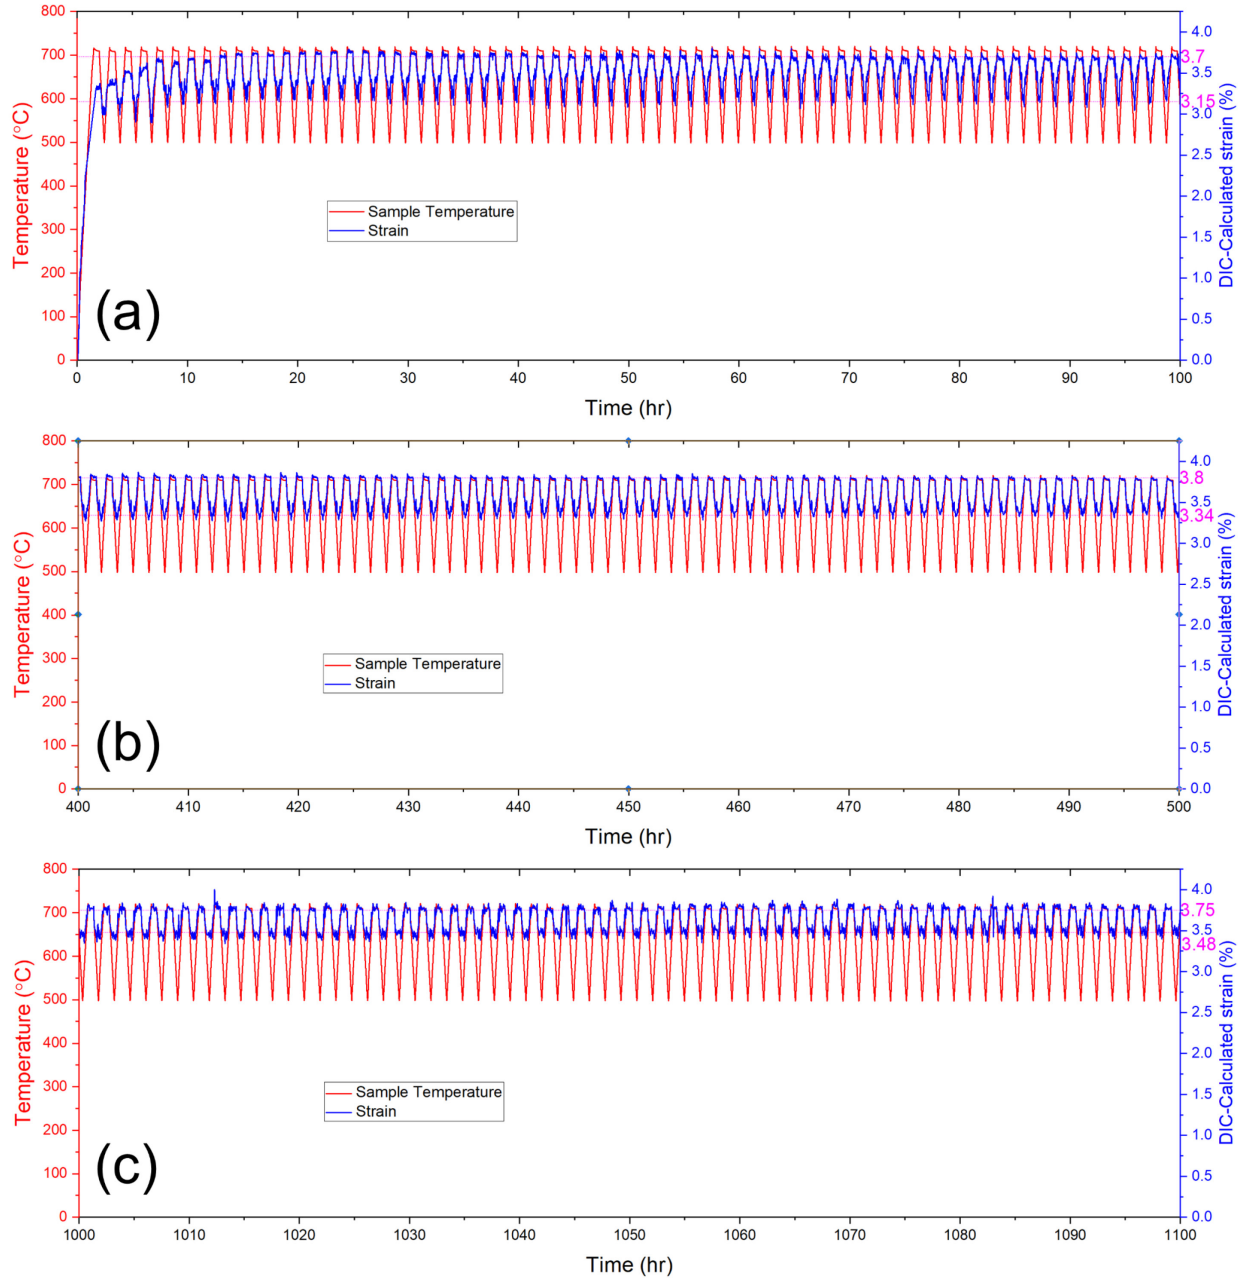 800
700
600
500
400
300
200
100
0
Temperature (°C)
4.0
3.5
3.0
2.5
2.0
1.5
1.0
0.5
0.0
3.7
3.15
DIC-Calculated strain (%)
Sample Temperature
Strain
(a)
0 10 20 30 40 50 60 70 80 90 100
Time (hr)
800
700
600
500
400
300
200
100
0
Temperature (°C)
4.0
3.5
3.0
2.5
2.0
1.5
1.0
0.5
0.0
3.8
3.34
DIC-Calculated strain (%)
Sample Temperature
Strain
(b)
400 410 420 430 440 450 460 470 480 490 500
Time (hr)
800
700
600
500
400
300
200
100
0
Temperature (°C)
4.0
3.5
3.0
2.5
2.0
1.5
1.0
0.5
0.0
3.75
3.48
DIC-Calculated strain (%)
Sample Temperature
Strain
(c)
1000 1010 1020 1030 1040 1050 1060 1070 1080 1090 1100
Time (hr)